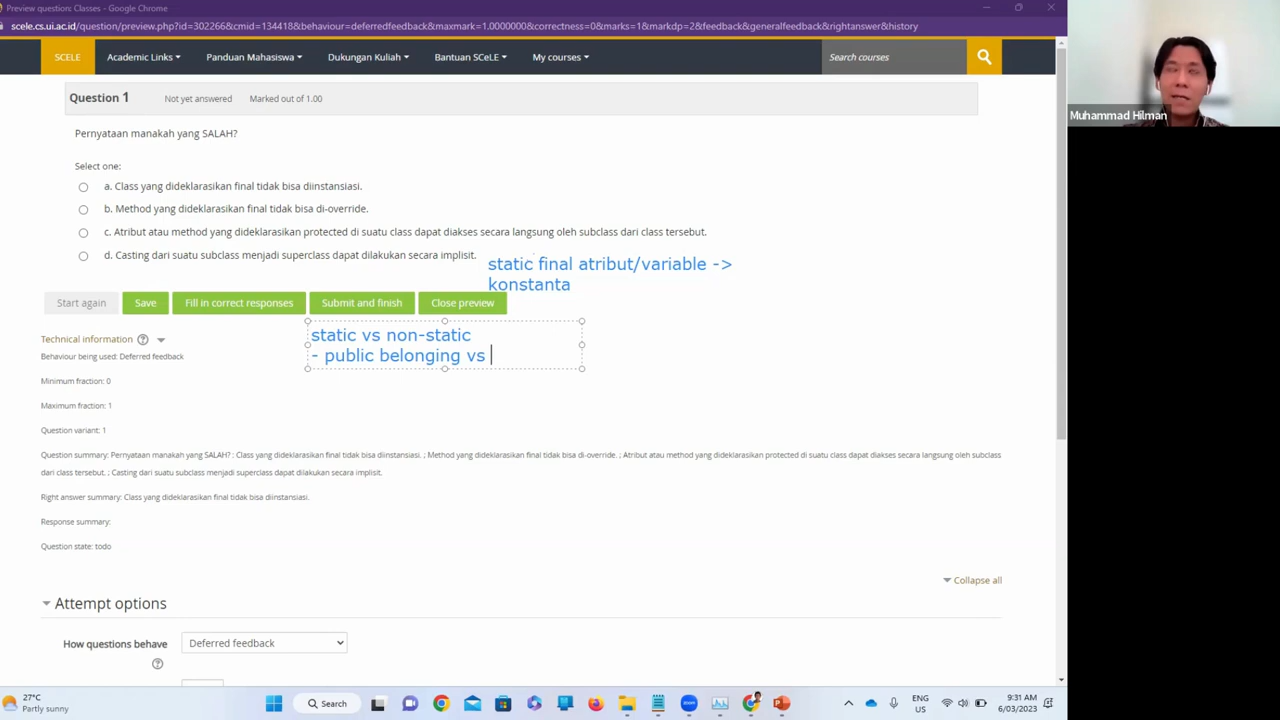 Preview question: Classes - Google Chrome
scele.cs.ui.ac.id/question/preview.php?id=302266&cmid=134418&behaviour=deferredfeedback&maxmark=1.0000000&correctness=0&marks=1&markdp=2&feedback&generalfeedback&rightanswer&history
SCELE Academic Links Panduan Mahasiswa Dukungan Kuliah Bantuan SCeLE My courses Search courses
Muhammad Hilman
Question 1 Not yet answered Marked out of 1.00
Pernyataan manakah yang SALAH?
Select one:
a. Class yang dideklarasikan final tidak bisa diinstansiasi.
b. Method yang dideklarasikan final tidak bisa di-override.
c. Atribut atau method yang dideklarasikan protected di suatu class dapat diakses secara langsung oleh subclass dari class tersebut.
d. Casting dari suatu subclass menjadi superclass dapat dilakukan secara implisit.
static final atribut/variable ->
konstanta
Start again Save Fill in correct responses Submit and finish Close preview
static vs non-static
- public belonging vs
Technical information
Behaviour being used: Deferred feedback
Minimum fraction: 0
Maximum fraction: 1
Question variant: 1
Question summary: Pernyataan manakah yang SALAH? : Class yang dideklarasikan final tidak bisa diinstansiasi. ; Method yang dideklarasikan final tidak bisa di-override. ; Atribut atau method yang dideklarasikan protected di suatu class dapat diakses secara langsung oleh subclass
dari class tersebut. ; Casting dari suatu subclass menjadi superclass dapat dilakukan secara implisit.
Right answer summary: Class yang dideklarasikan final tidak bisa diinstansiasi.
Response summary:
Question state: todo
Collapse all
Attempt options
How questions behave Deferred feedback
27°C
Partly sunny
Search
ENG
US
9:31 AM
6/03/2023